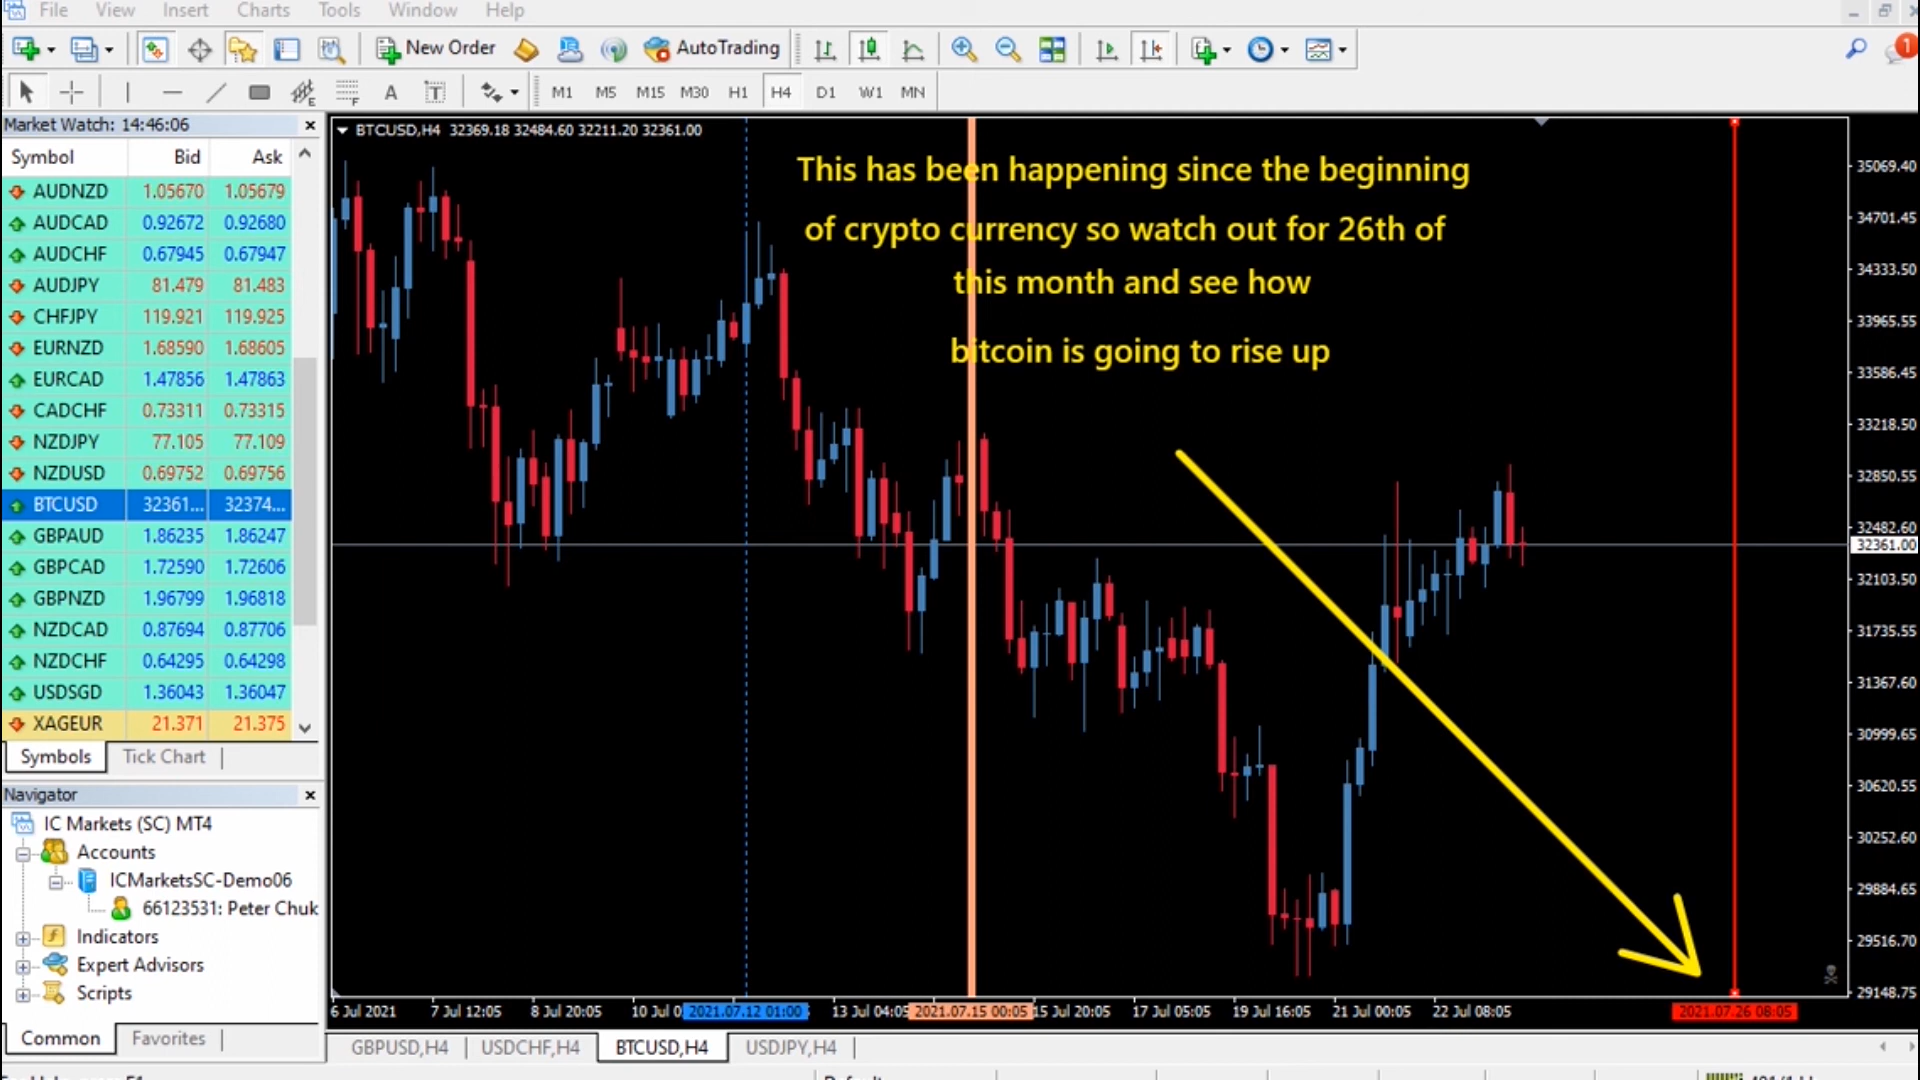 File View Insert Charts Tools Window Help
New Order AutoTrading
A T M1 M5 M15 M30 H1 H4 D1 W1 MN
Market Watch: 14:46:06
Symbol Bid Ask
AUDNZD 1.05670 1.05679
AUDCAD 0.92672 0.92680
AUDCHF 0.67945 0.67947
AUDJPY 81.479 81.483
CHFJPY 119.921 119.925
EURNZD 1.68590 1.68605
EURCAD 1.47856 1.47863
CADCHF 0.73311 0.73315
NZDJPY 77.105 77.109
NZDUSD 0.69752 0.69756
BTCUSD 32361... 32374...
GBPAUD 1.86235 1.86247
GBPCAD 1.72590 1.72606
GBPNZD 1.96799 1.96818
NZDCAD 0.87694 0.87706
NZDCHF 0.64295 0.64298
USDSGD 1.36043 1.36047
XAGEUR 21.371 21.375
Symbols Tick Chart
Navigator
IC Markets (SC) MT4
Accounts
ICMarketsSC-Demo06
66123531: Peter Chuk
Indicators
Expert Advisors
Scripts
Common Favorites
BTCUSD,H4 32369.18 32484.60 32211.20 32361.00
This has been happening since the beginning
of crypto currency so watch out for 26th of
this month and see how
bitcoin is going to rise up
35069.40
34701.45
34333.50
33965.55
33586.45
33218.50
32850.55
32482.60
32361.00
32103.50
31735.55
31367.60
30999.65
30620.55
30252.60
29884.65
29516.70
29148.75
6 Jul 2021 7 Jul 12:05 8 Jul 20:05 10 Jul 2021.07.12 01:00 13 Jul 04:05 2021.07.15 00:05 15 Jul 20:05 17 Jul 00:05 19 Jul 16:05 21 Jul 00:05 22 Jul 08:05 2021.07.26 08:05
GBPUSD,H4 USDCHF,H4 BTCUSD,H4 USDJPY,H4